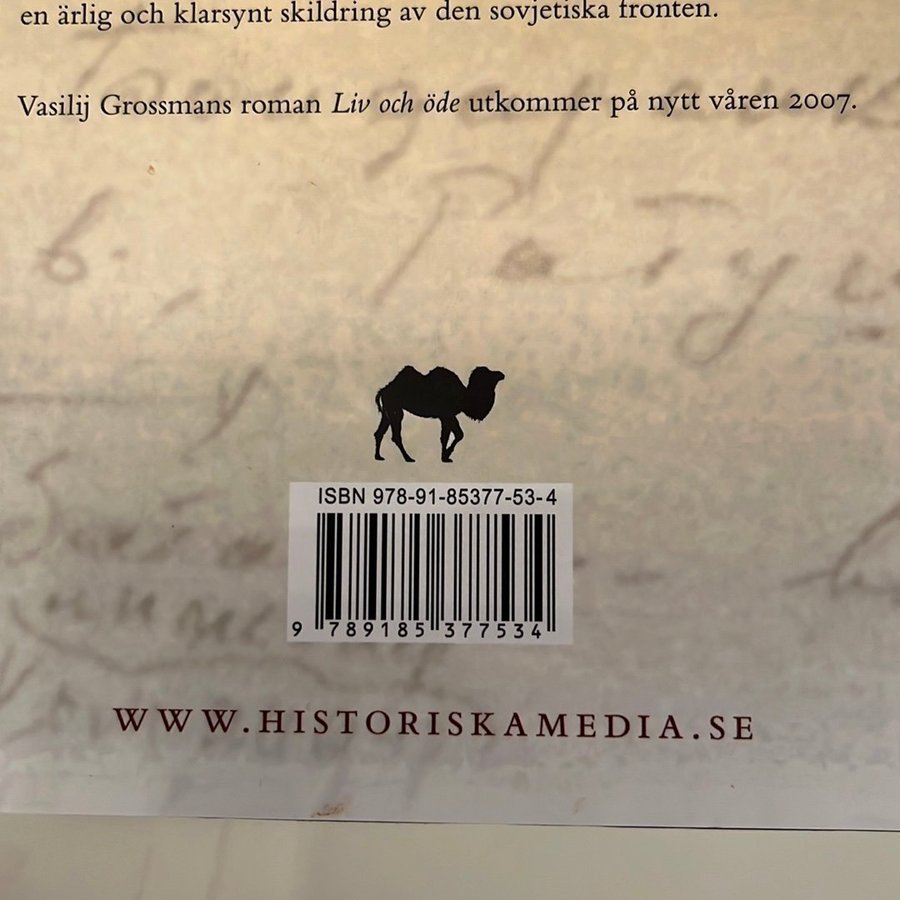 en ärlig och klarsynt skildring av den sovjetiska fronten.
Vasilij Grossmans roman Liv och öde utkommer på nytt våren 2007.
6.
ISBN 978-91-85377-53-4
9 789185 377534
WWW.HISTORISKAMEDIA.SE